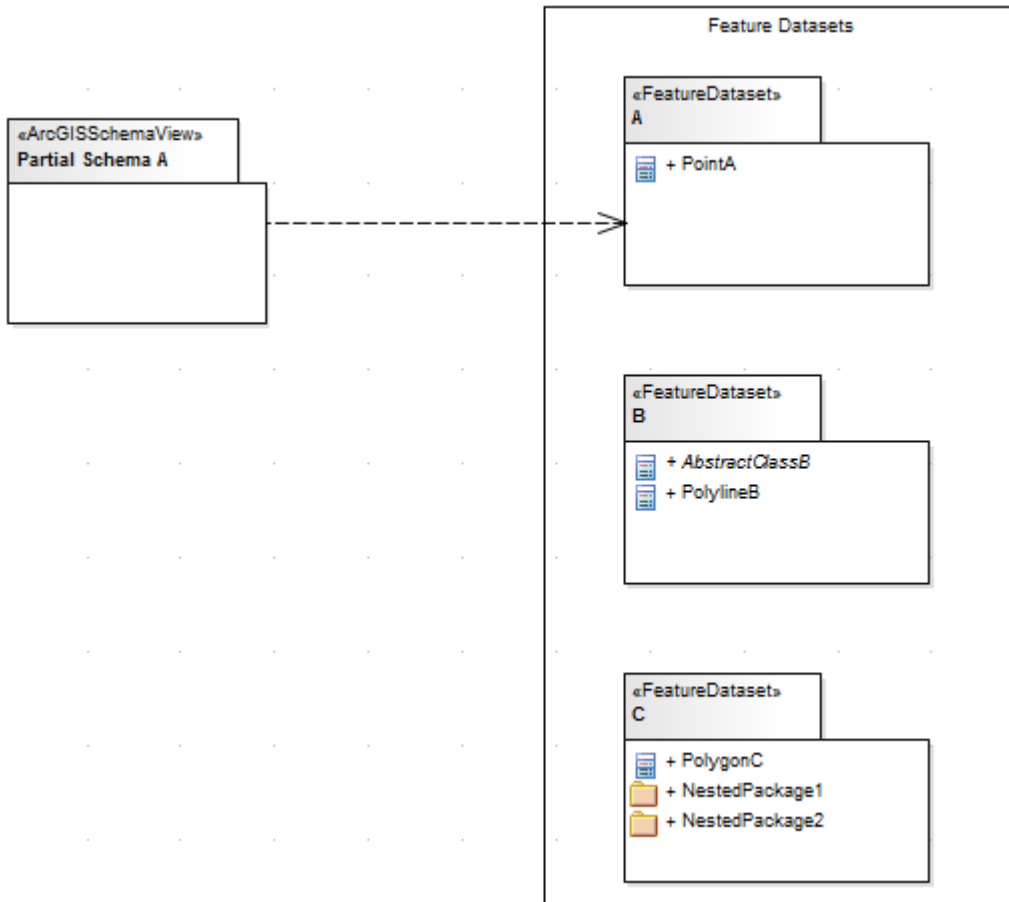 Feature Datasets
«FeatureDataset»
A
+ PointA
«ArcGISSchemaView»
Partial Schema A
«FeatureDataset»
B
+ AbstractClassB
+ PolylineB
«FeatureDataset»
C
+ PolygonC
+ NestedPackage1
+ NestedPackage2